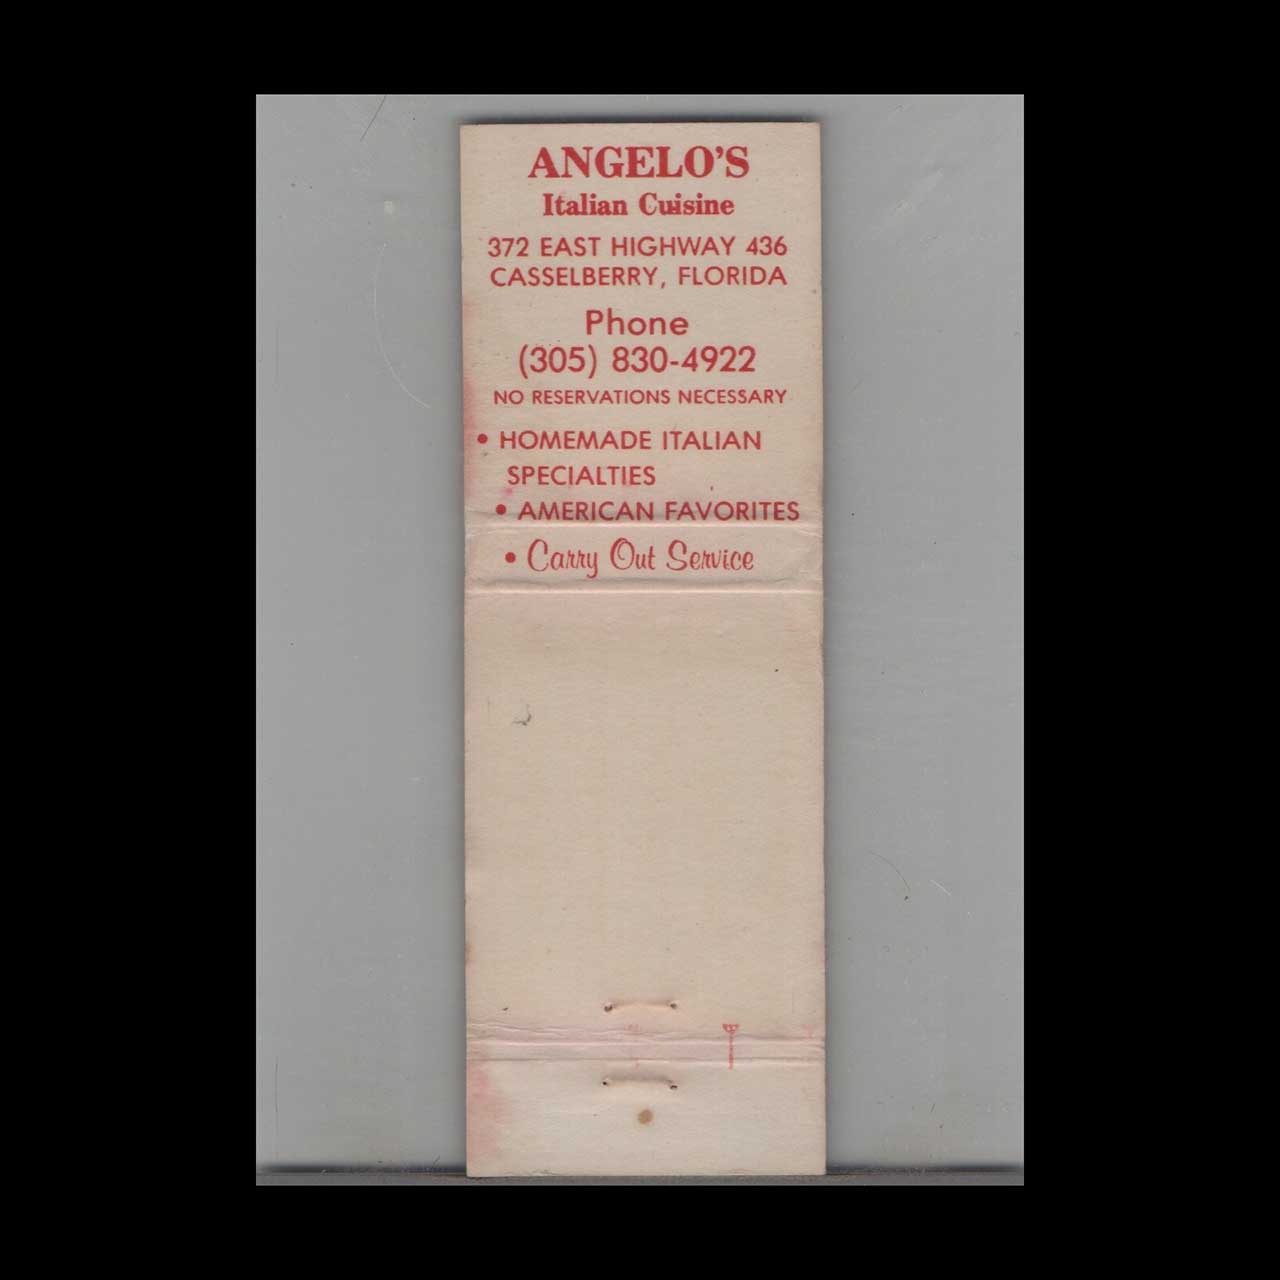 ANGELO'S
Italian Cuisine
372 EAST HIGHWAY 436
CASSELBERRY, FLORIDA
Phone
(305) 830-4922
NO RESERVATIONS NECESSARY
• HOMEMADE ITALIAN
SPECIALTIES
• AMERICAN FAVORITES
• Carry Out Service